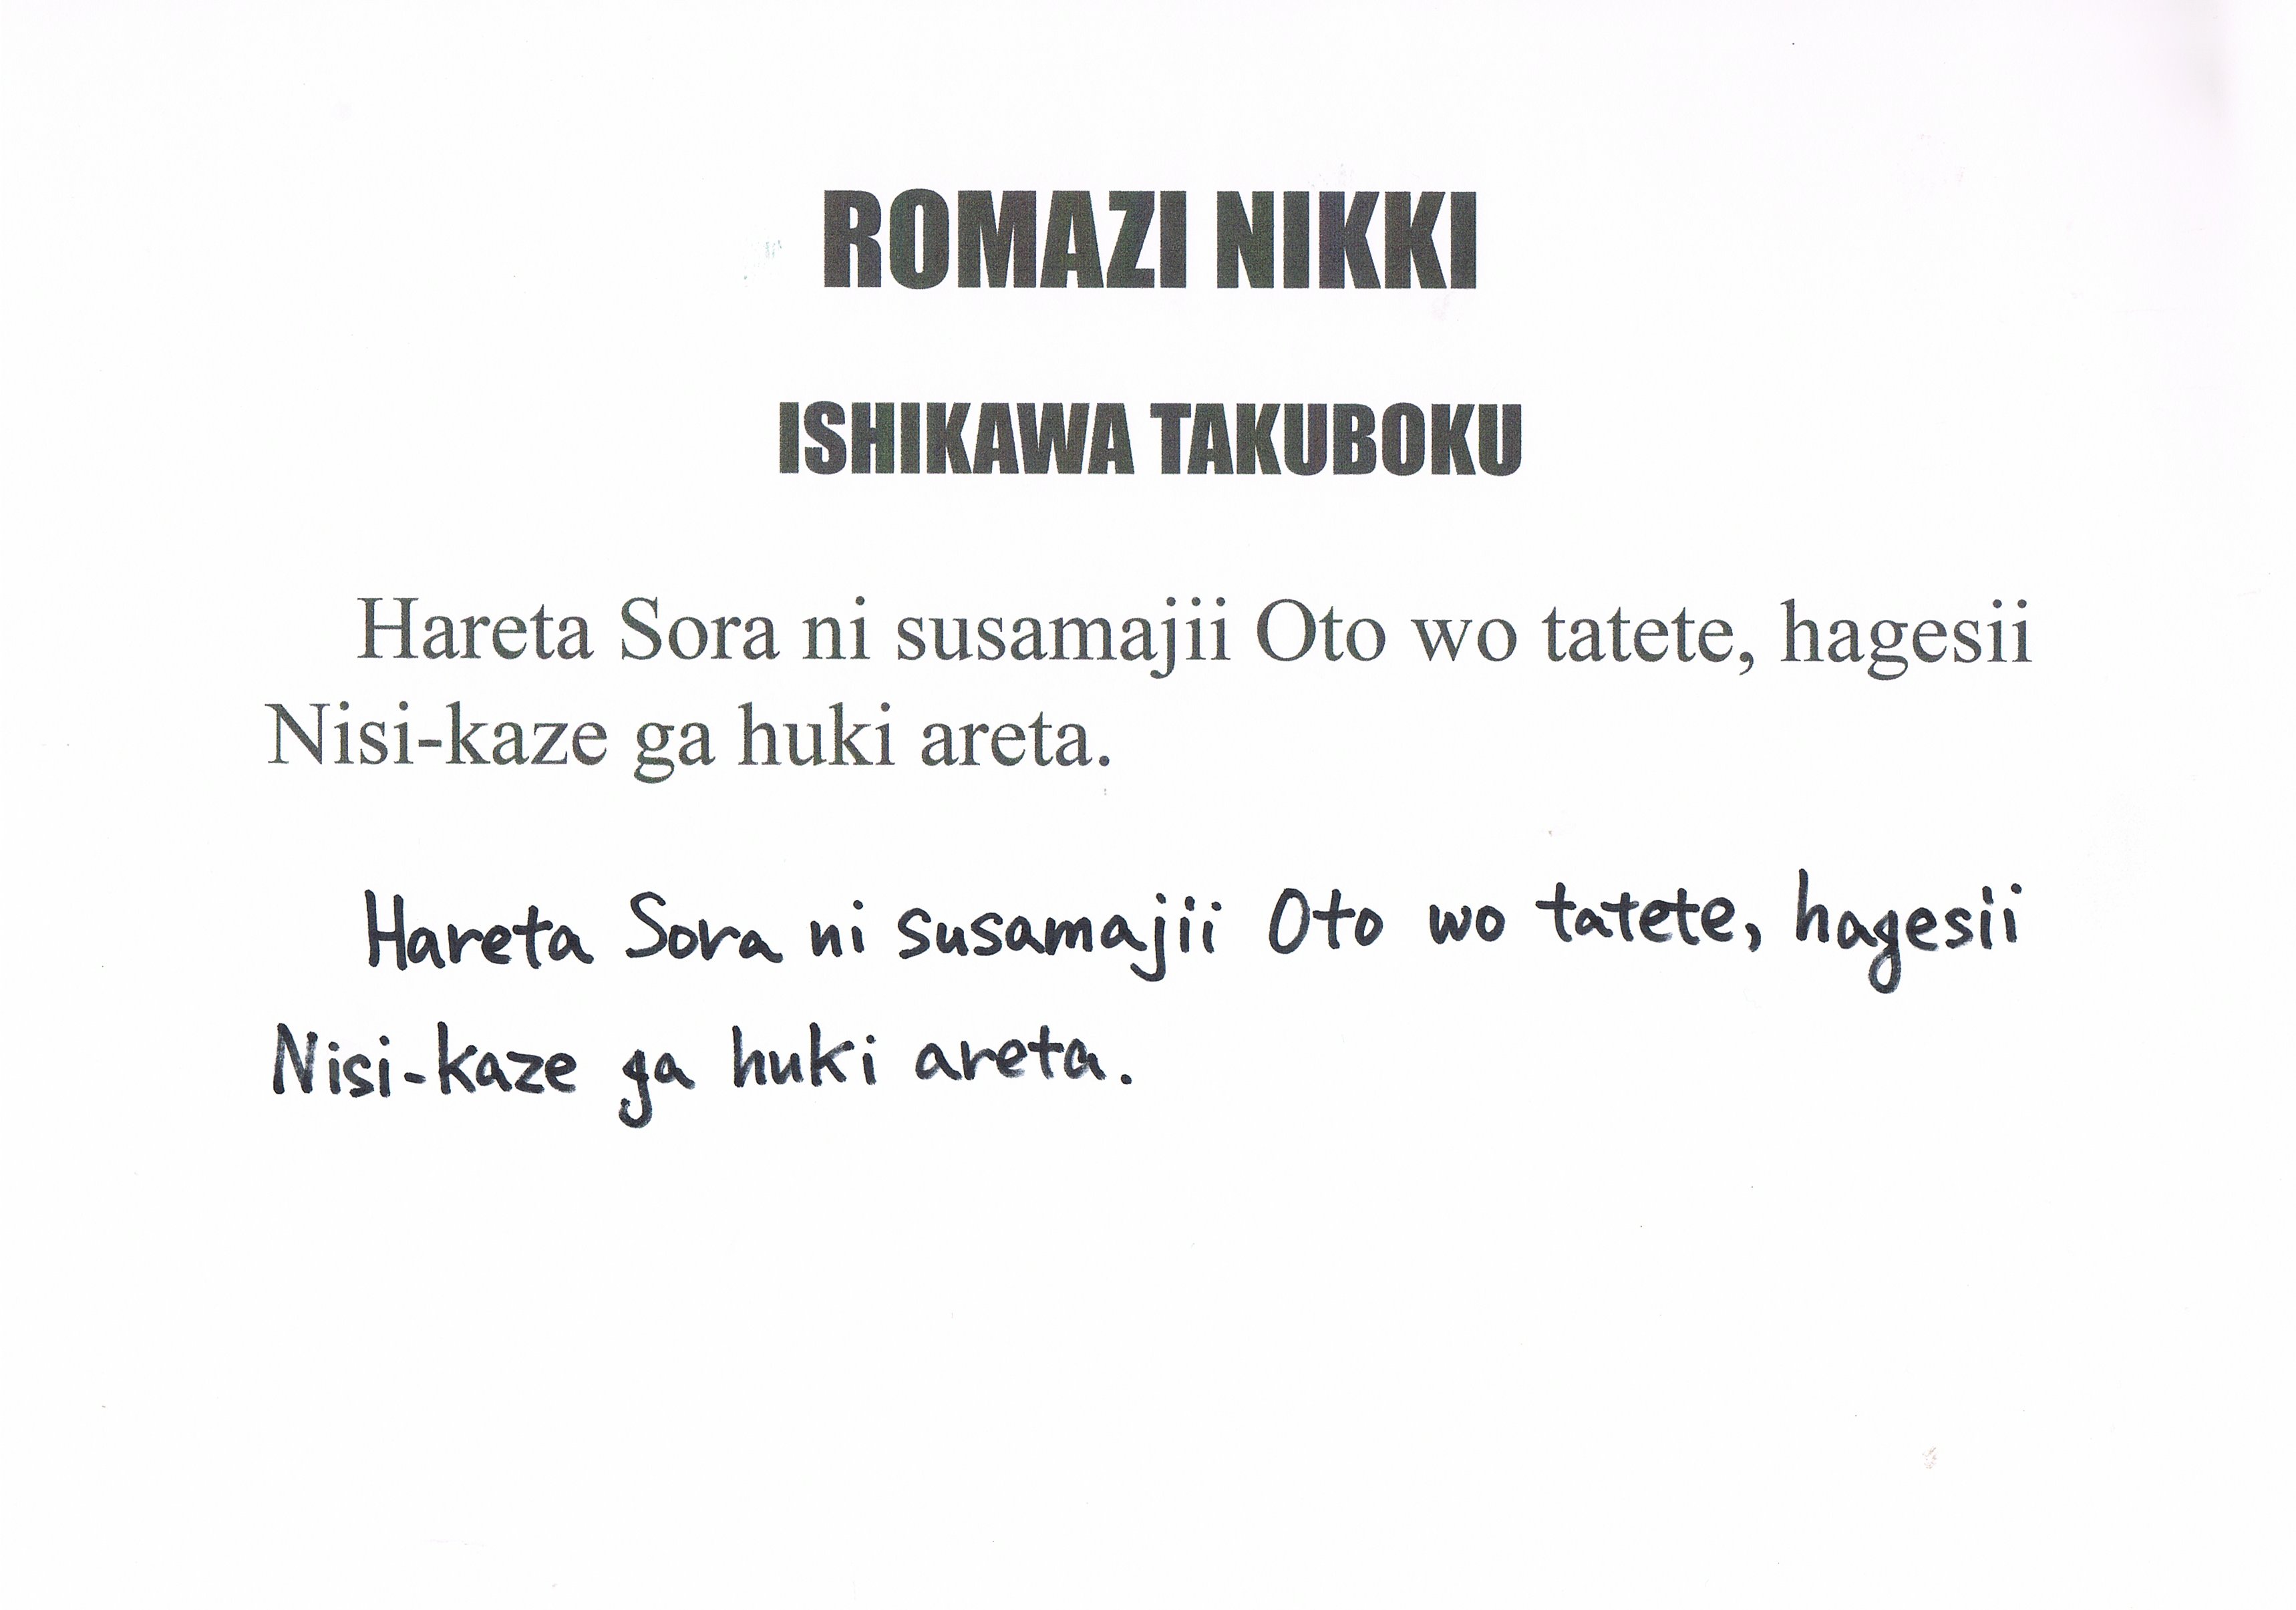 ROMAZI NIKKI
ISHIKAWA TAKUBOKU
Hareta Sora ni susamajii Oto wo tatete, hagesii
Nisi-kaze ga huki areta.
Hareta Sora ni susamajii Oto wo tatete, hagesii
Nisi-kaze ga huki areta.